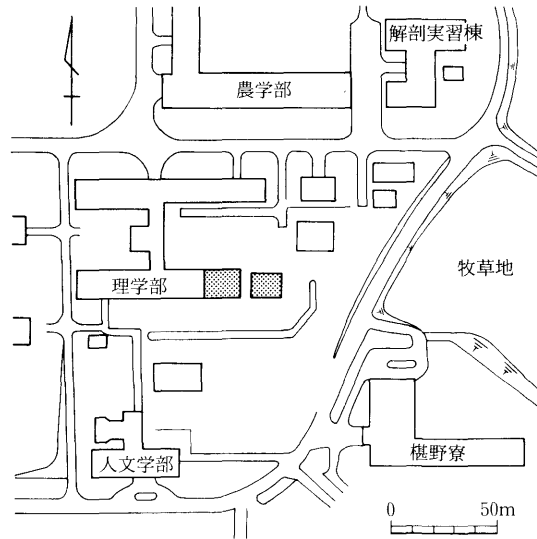 解剖実習棟
農学部
牧草地
理学部
人文学部
椹野寮
0 50m